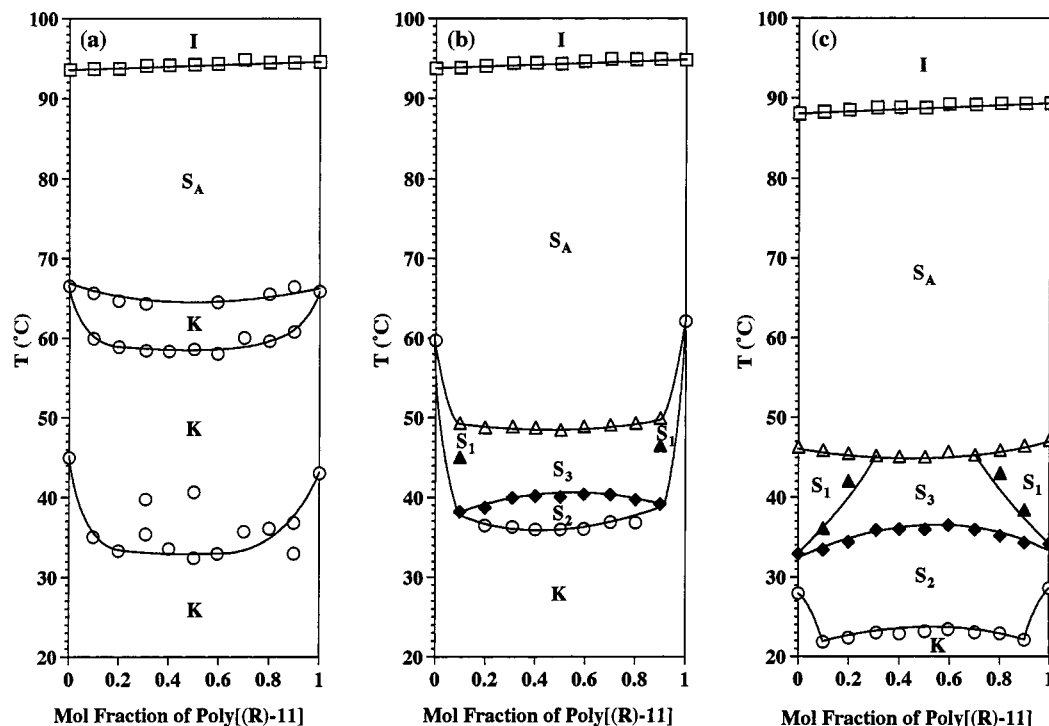 (a)
I
S_A
K
K
K
100
90
80
70
60
50
40
30
20
T (°C)
0 0.2 0.4 0.6 0.8 1
Mol Fraction of Poly[(R)-11]
(b)
I
S_A
S_1 S_1
S_3
S_2
K
100
90
80
70
60
50
40
30
20
T (°C)
0 0.2 0.4 0.6 0.8 1
Mol Fraction of Poly[(R)-11]
(c)
I
S_A
S_1 S_3 S_1
S_2
K
100
90
80
70
60
50
40
30
20
T (°C)
0 0.2 0.4 0.6 0.8 1
Mol Fraction of Poly[(R)-11]